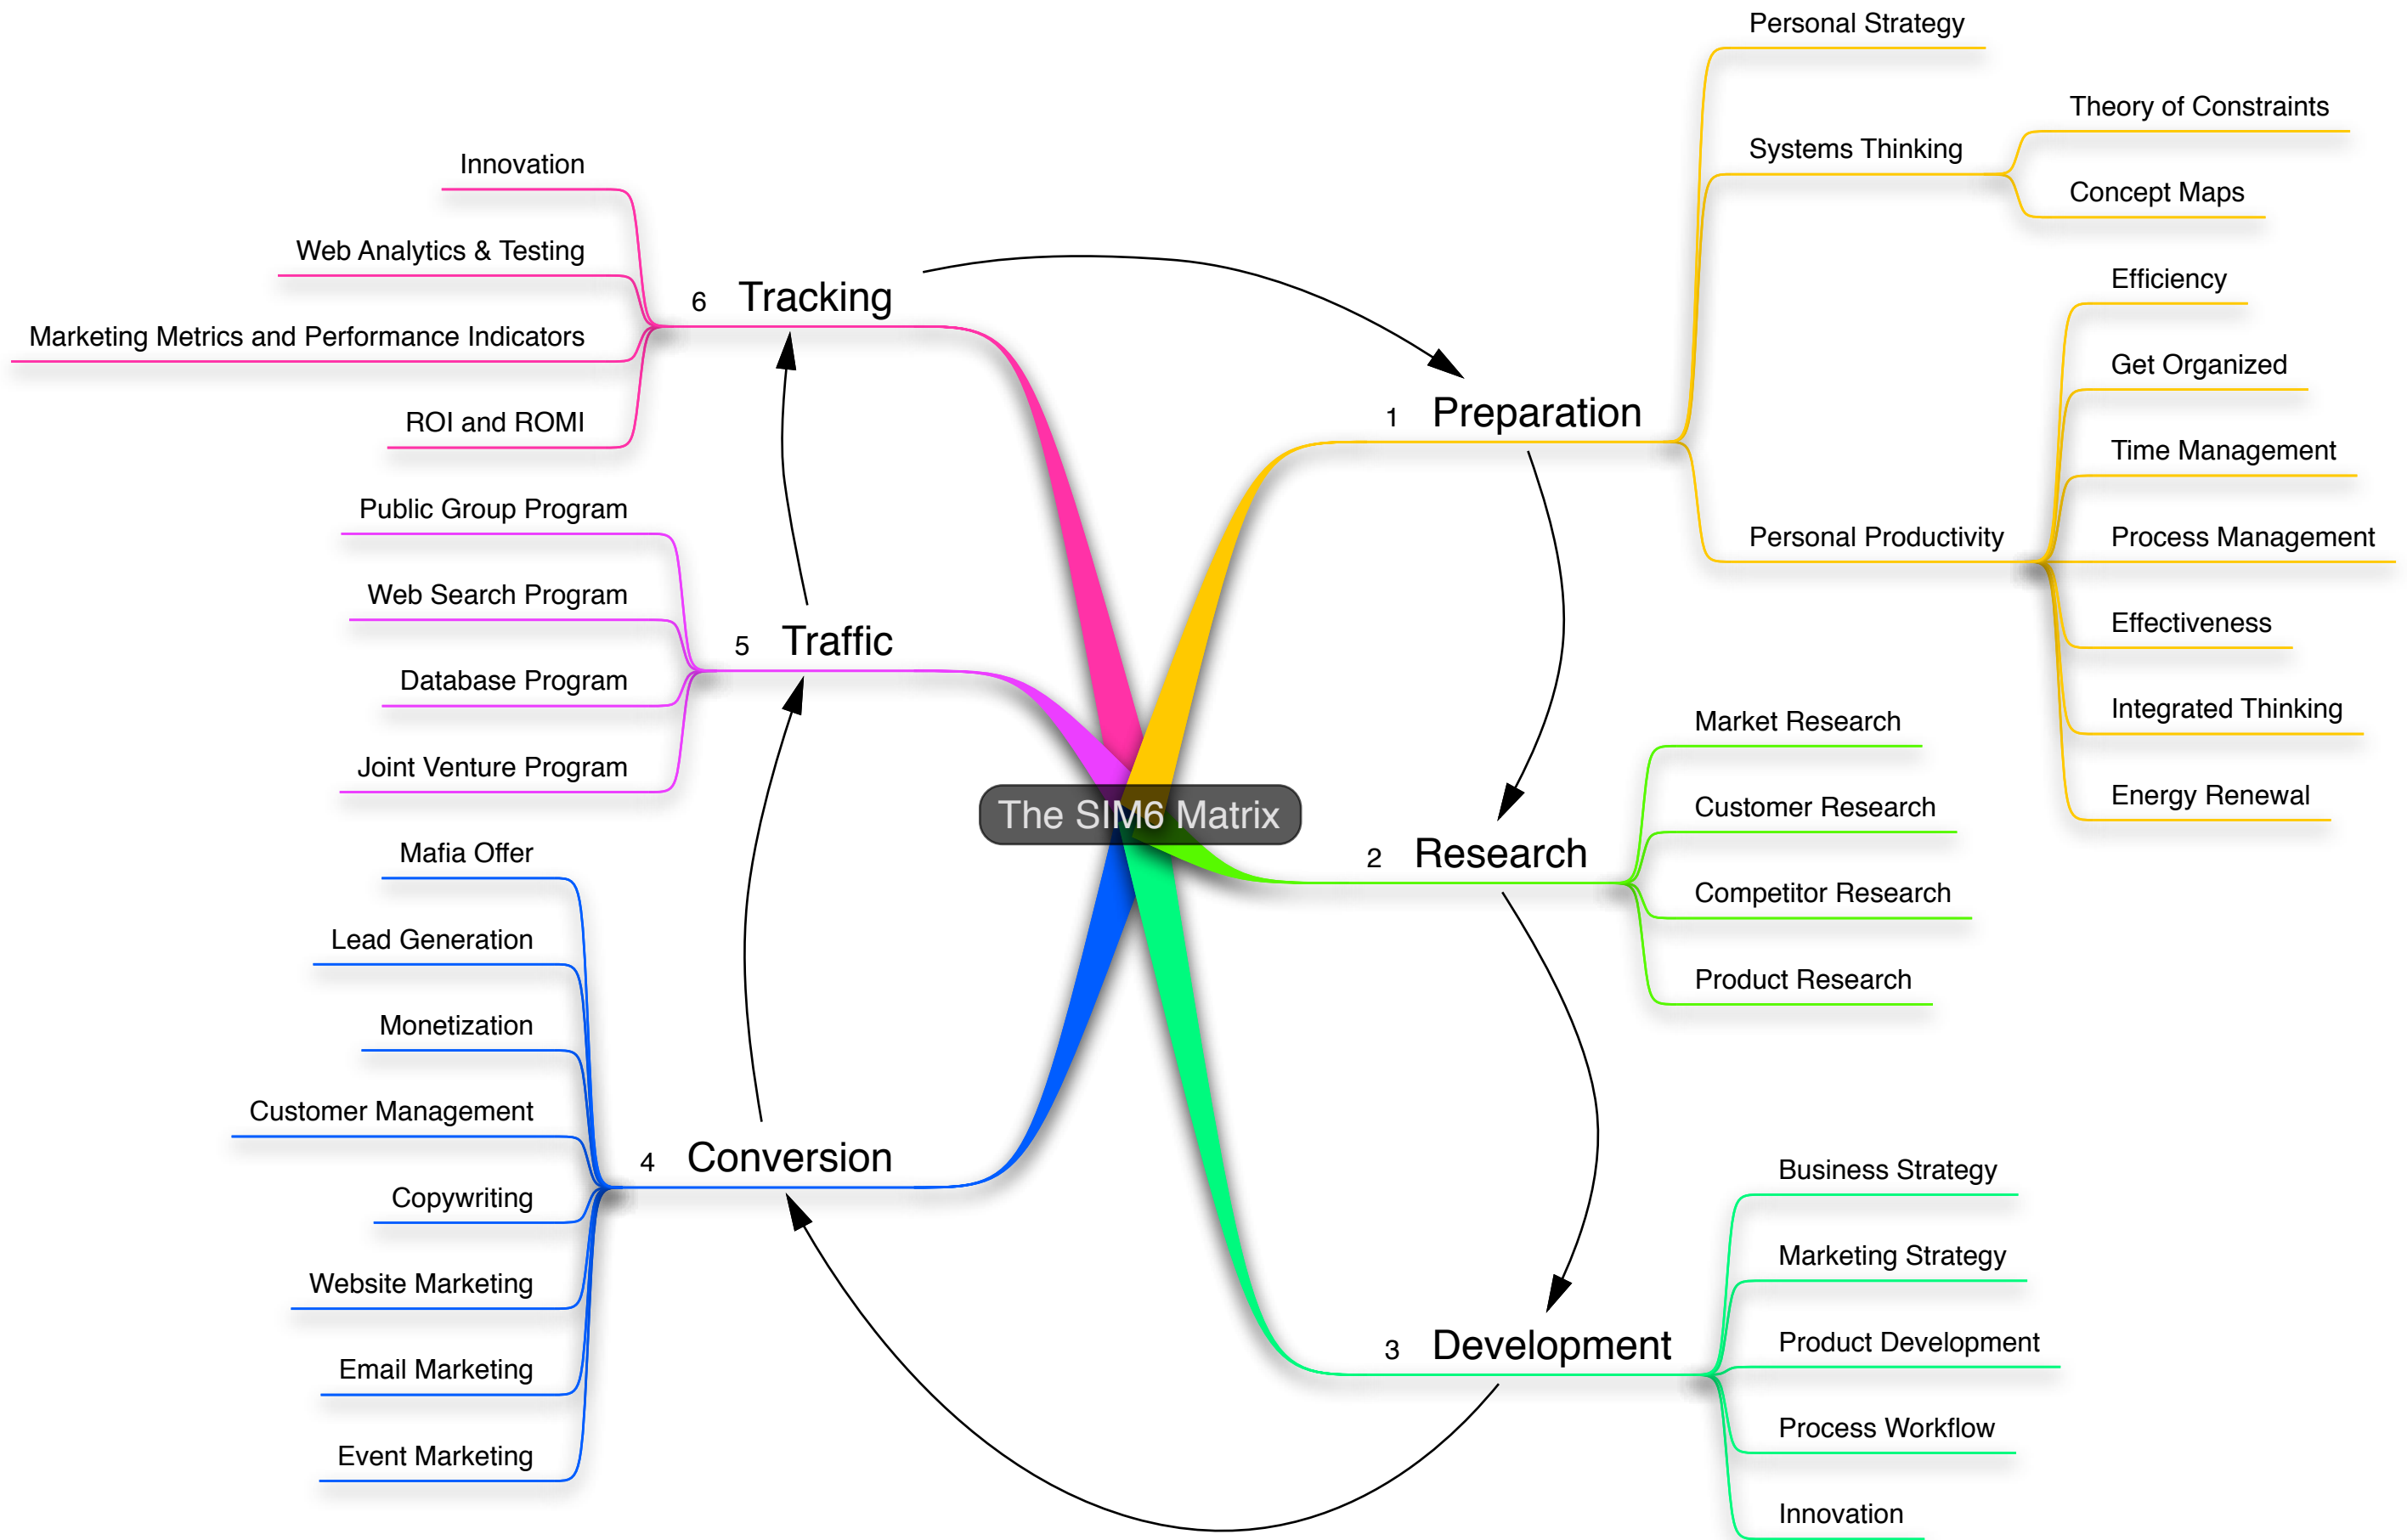 The SIM6 Matrix
1 Preparation
Personal Strategy
Systems Thinking
Theory of Constraints
Concept Maps
Personal Productivity
Efficiency
Get Organized
Time Management
Process Management
Effectiveness
Integrated Thinking
Energy Renewal
2 Research
Market Research
Customer Research
Competitor Research
Product Research
3 Development
Business Strategy
Marketing Strategy
Product Development
Process Workflow
Innovation
4 Conversion
Mafia Offer
Lead Generation
Monetization
Customer Management
Copywriting
Website Marketing
Email Marketing
Event Marketing
5 Traffic
Public Group Program
Web Search Program
Database Program
Joint Venture Program
6 Tracking
Innovation
Web Analytics & Testing
Marketing Metrics and Performance Indicators
ROI and ROMI